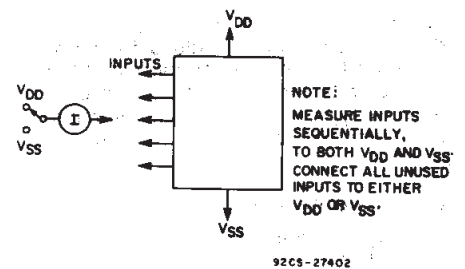 VDD
INPUTS
VDD
I
VSS
NOTE:
MEASURE INPUTS
SEQUENTIALLY,
TO BOTH VDD AND VSS.
CONNECT ALL UNUSED
INPUTS TO EITHER
VDD OR VSS.
VSS
92CS-27402